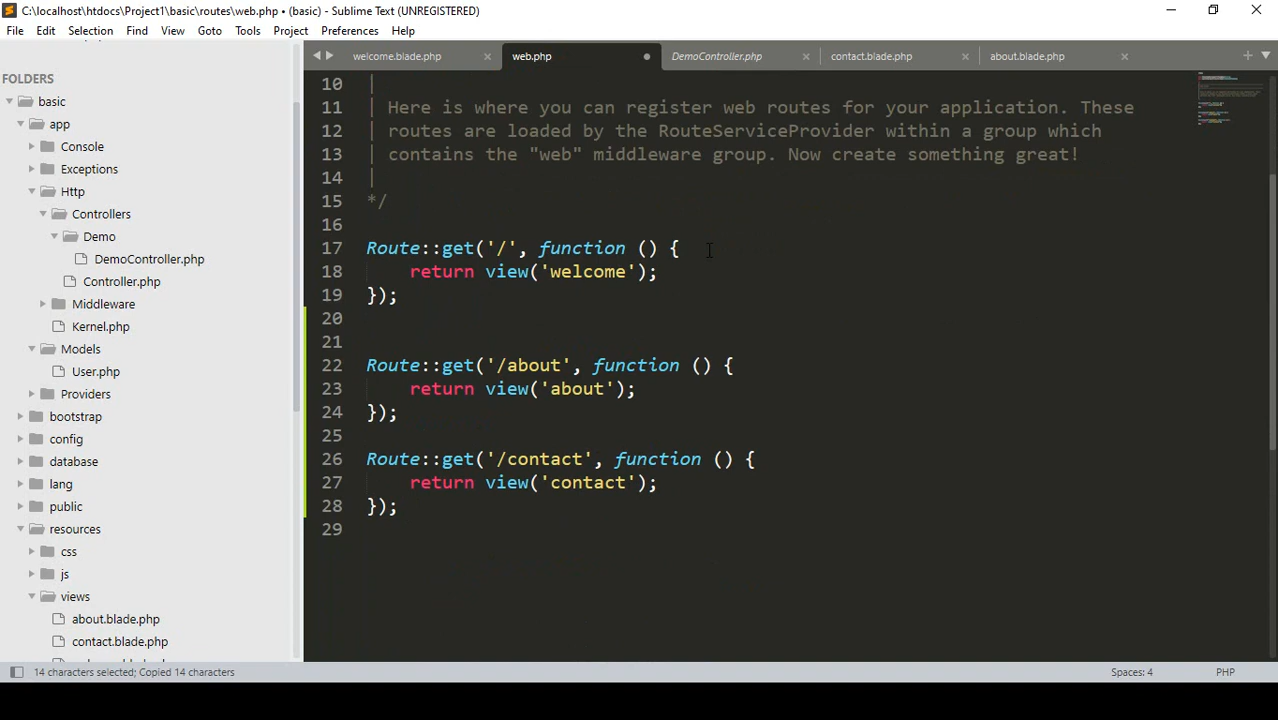 C:\localhost\htdocs\Project1\basic\routes\web.php • (basic) - Sublime Text (UNREGISTERED)
File Edit Selection Find View Goto Tools Project Preferences Help
FOLDERS
basic
app
Console
Exceptions
Http
Controllers
Demo
DemoController.php
Controller.php
Middleware
Kernel.php
Models
User.php
Providers
bootstrap
config
database
lang
public
resources
css
js
views
about.blade.php
contact.blade.php
welcome.blade.php web.php DemoController.php contact.blade.php about.blade.php
10 |
11 | Here is where you can register web routes for your application. These
12 | routes are loaded by the RouteServiceProvider within a group which
13 | contains the "web" middleware group. Now create something great!
14 |
15 */
16
17 Route::get('/', function () {
18     return view('welcome');
19 });
20
21
22 Route::get('/about', function () {
23     return view('about');
24 });
25
26 Route::get('/contact', function () {
27     return view('contact');
28 });
29
14 characters selected; Copied 14 characters Spaces: 4 PHP